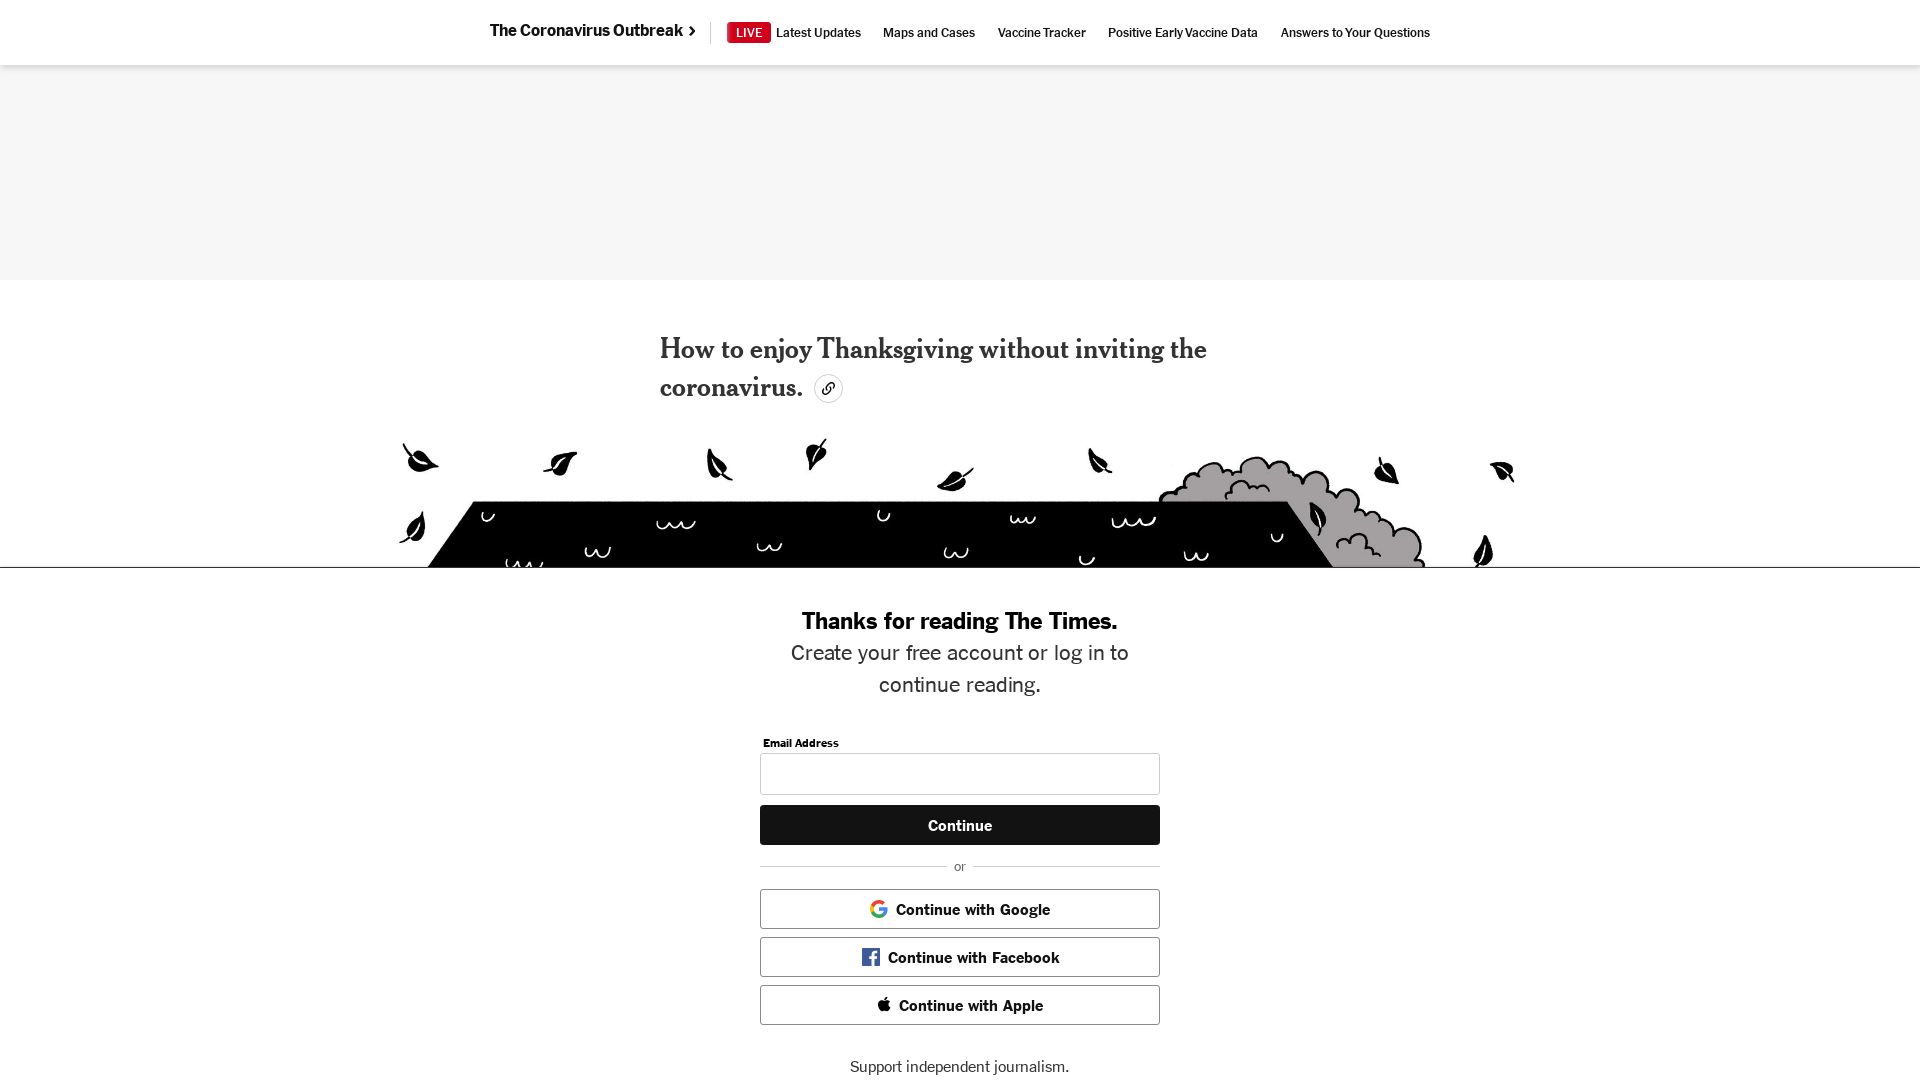 The Coronavirus Outbreak ›
LIVE Latest Updates
Maps and Cases
Vaccine Tracker
Positive Early Vaccine Data
Answers to Your Questions
How to enjoy Thanksgiving without inviting the
coronavirus.
Thanks for reading The Times.
Create your free account or log in to
continue reading.
Email Address
Continue
or
Continue with Google
Continue with Facebook
Continue with Apple
Support independent journalism.